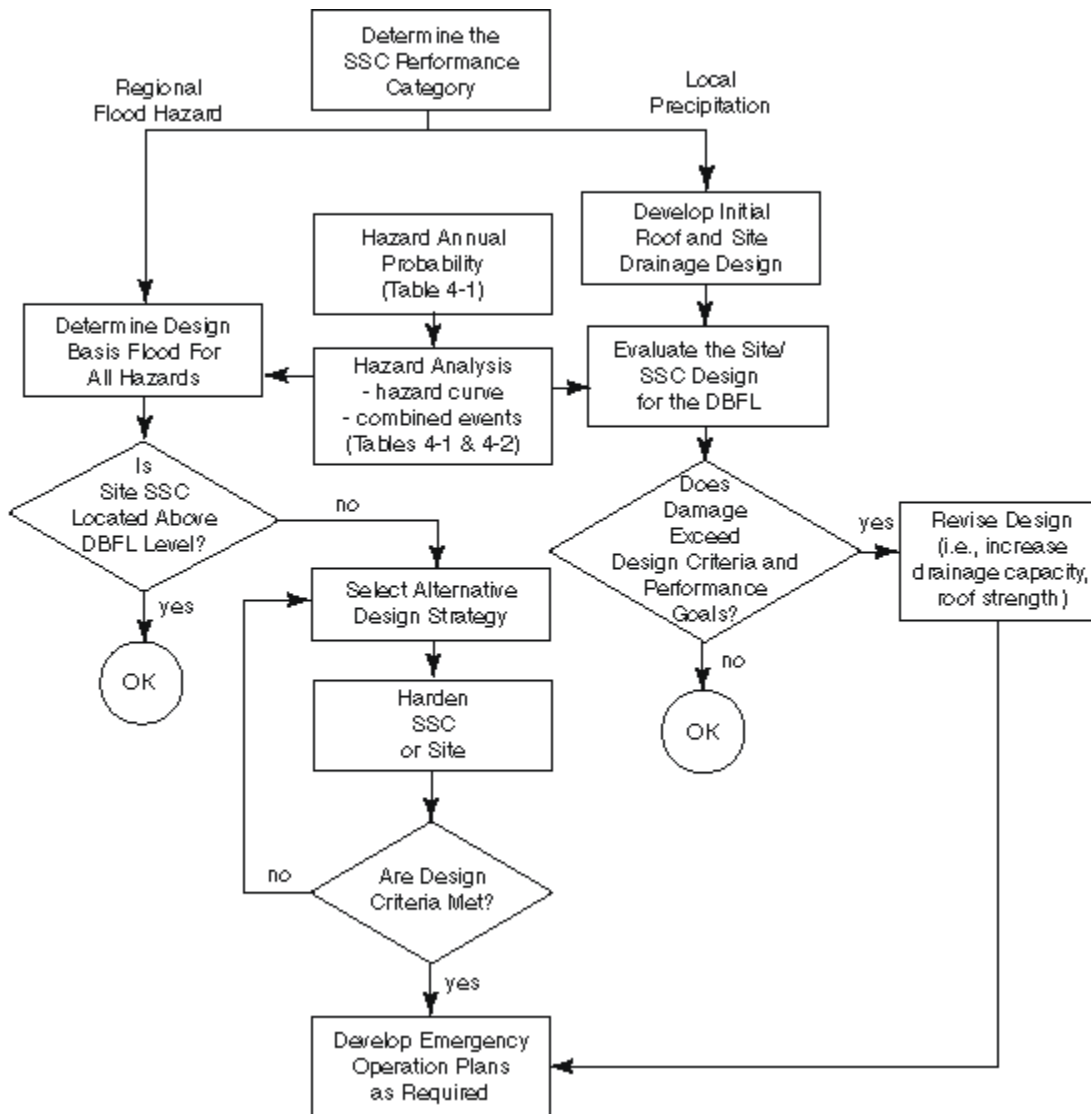 Determine the
SSC Performance
Category
Regional
Flood Hazard
Local
Precipitation
Develop Initial
Roof and Site
Drainage Design
Hazard Annual
Probability
(Table 4-1)
Determine Design
Basis Flood For
All Hazards
Hazard Analysis
- hazard curve
- combined events
(Tables 4-1 & 4-2)
Evaluate the Site/
SSC Design
for the DBFL
Is
Site SSC
Located Above
DBFL Level?
no
yes
OK
Does
Damage
Exceed
Design Criteria and
Performance
Goals?
yes
no
OK
Revise Design
(i.e., increase
drainage capacity,
roof strength)
Select Alternative
Design Strategy
Harden
SSC
or Site
Are Design
Criteria Met?
no
yes
Develop Emergency
Operation Plans
as Required